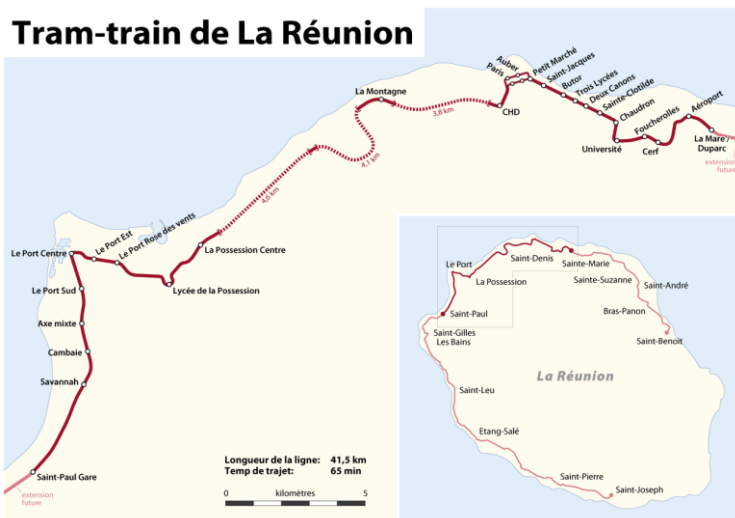 Tram-train de La Réunion
Auber
Paris
Petit Marché
Saint-Jacques
Butor
Trois Lycées
Deux Canons
Sainte-Clotilde
Chaudron
Foucherolles
Aéroport
La Montagne
3,8 km
CHD
Université
Cerf
La Mare /
Duparc
extension
future
4,1 km
4,6 km
Le Port Centre
Le Port Est
Le Port Rose des vents
La Possession Centre
Lycée de la Possession
Le Port Sud
Axe mixte
Cambaie
Savannah
Saint-Paul Gare
extension
future
Longueur de la ligne: 41,5 km
Temp de trajet: 65 min
0 kilomètres 5
Le Port
Saint-Denis
Sainte-Marie
La Possession
Sainte-Suzanne
Saint-André
Saint-Paul
Bras-Panon
Saint-Gilles
Les Bains
Saint-Benoit
La Réunion
Saint-Leu
Etang-Salé
Saint-Pierre
Saint-Joseph